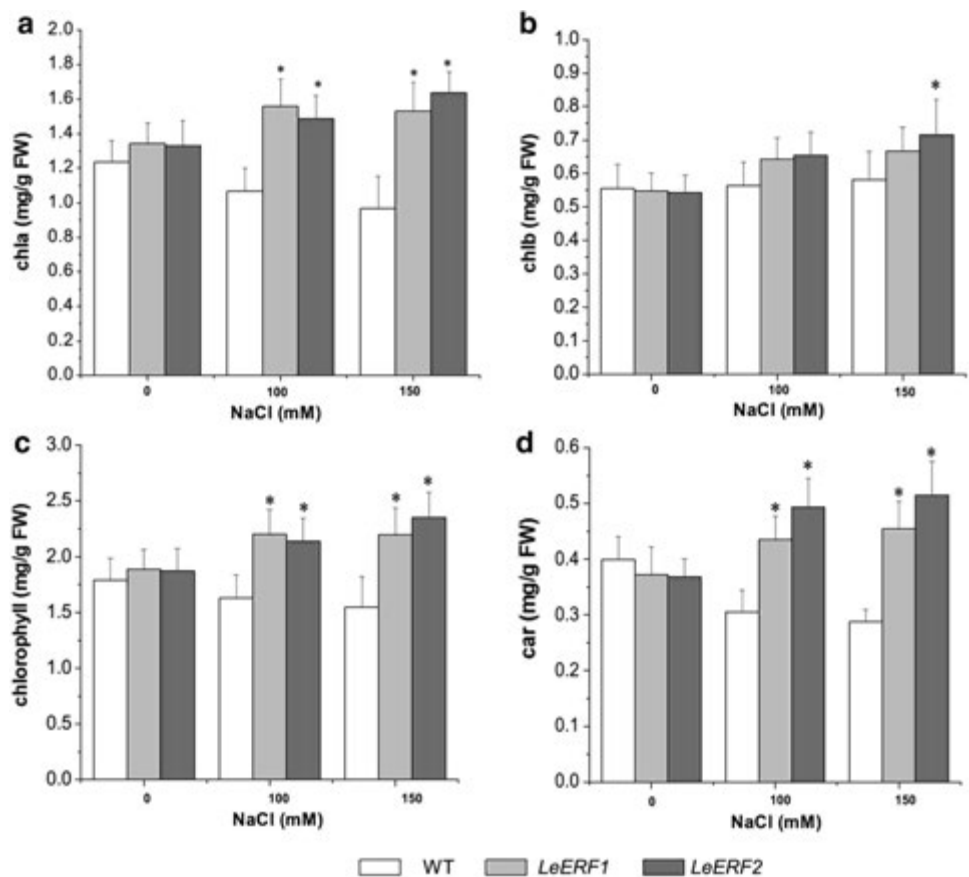 a
chla (mg/g FW)
2.0
1.8
1.6
1.4
1.2
1.0
0.8
0.6
0.4
0.2
0.0
* * * *
0 100 150
NaCl (mM)
b
chlb (mg/g FW)
1.0
0.9
0.8
0.7
0.6
0.5
0.4
0.3
0.2
0.1
0.0
*
0 100 150
NaCl (mM)
c
chlorophyll (mg/g FW)
3.0
2.5
2.0
1.5
1.0
0.5
0.0
* * * *
0 100 150
NaCl (mM)
d
car (mg/g FW)
0.6
0.5
0.4
0.3
0.2
0.1
0.0
* * * *
0 100 150
NaCl (mM)
WT LeERF1 LeERF2